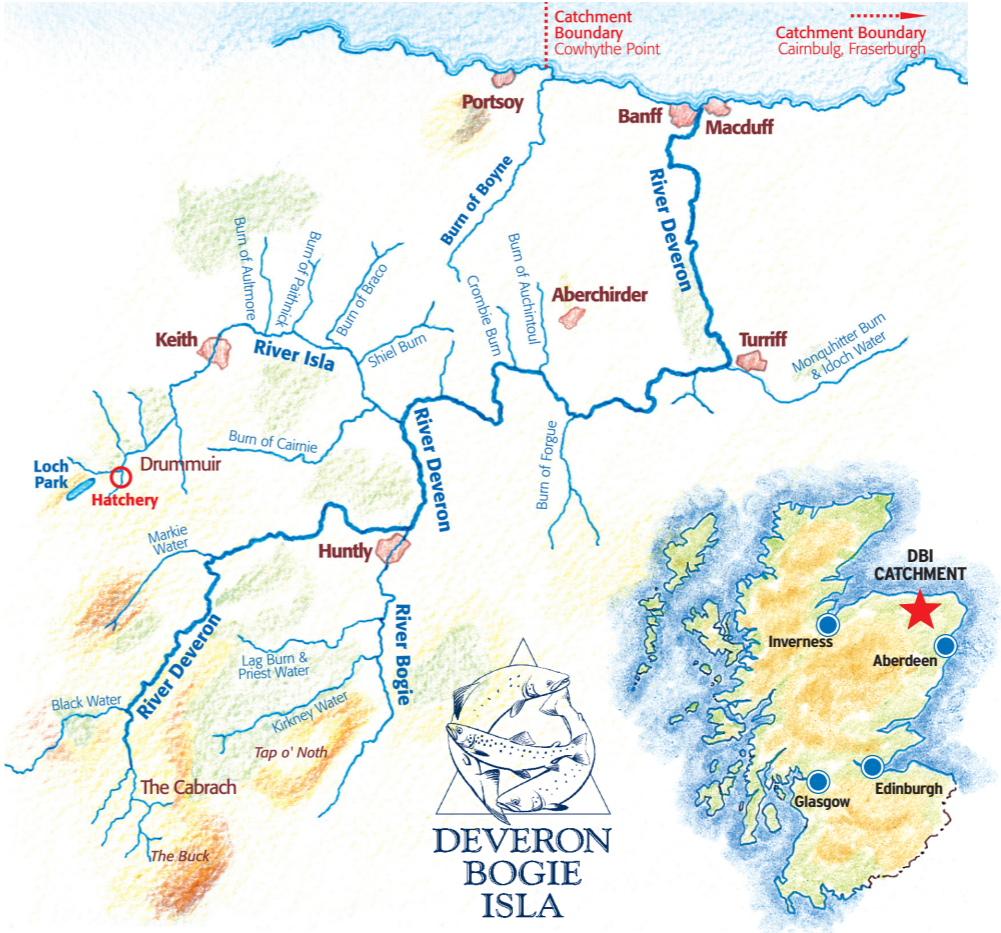 Catchment
Boundary
Cowhythe Point
Catchment Boundary
Cairnbulg, Fraserburgh
Portsoy
Banff
Macduff
Burn of Boyne
River Deveron
Burn of Aultmore
Burn of Paithnick
Burn of Braco
Burn of Auchintoul
Crombie Burn
Aberchirder
Keith
River Isla
Shiel Burn
Turriff
Monquhitter Burn
& Idoch Water
Burn of Cairnie
River Deveron
Burn of Forgue
Loch
Park
Drummuir
Hatchery
Markie
Water
Huntly
River Deveron
River Bogie
Lag Burn &
Priest Water
Black Water
Kirkney Water
Tap o' Noth
The Cabrach
The Buck
DEVERON
BOGIE
ISLA
DBI
CATCHMENT
Inverness
Aberdeen
Glasgow
Edinburgh